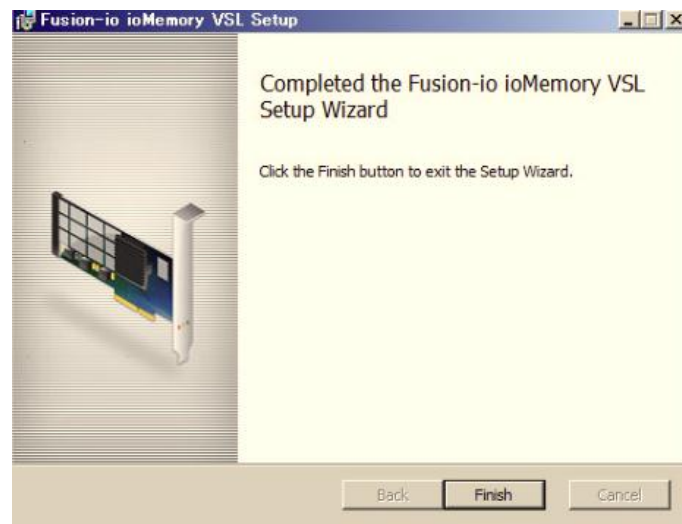 Fusion-io ioMemory VSL Setup
Completed the Fusion-io ioMemory VSL
Setup Wizard
Click the Finish button to exit the Setup Wizard.
Back Finish Cancel